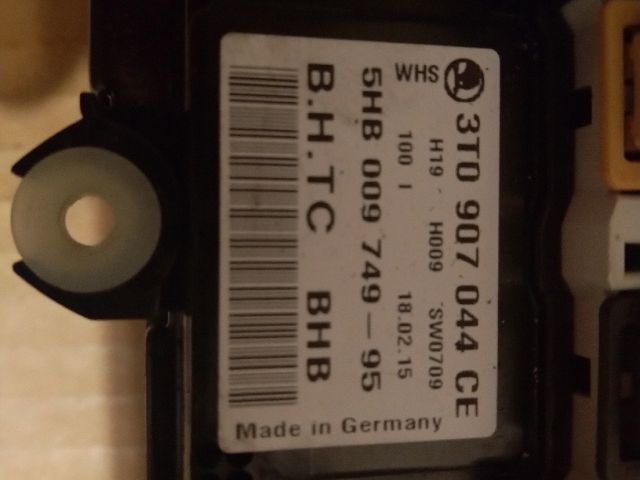 WHS
3T0 907 044 CE
H19 H009 SW0709
100 I 18.02.15
5HB 009 749-95
B.H.TC BHB
Made in Germany